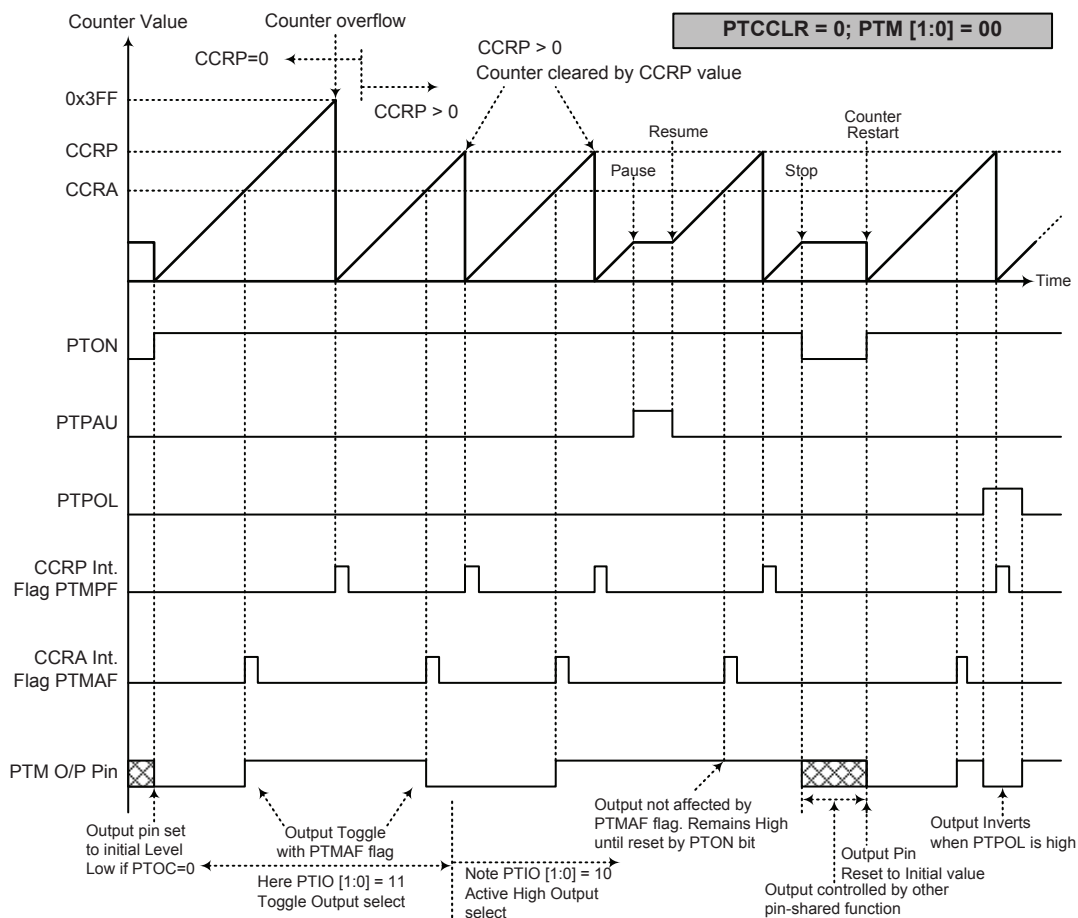 Counter Value
Counter overflow
PTCCLR = 0; PTM [1:0] = 00
CCRP=0
CCRP > 0
CCRP > 0
Counter cleared by CCRP value
0x3FF
CCRP
CCRA
Pause
Resume
Stop
Counter
Restart
Time
PTON
PTPAU
PTPOL
CCRP Int.
Flag PTMPF
CCRA Int.
Flag PTMAF
PTM O/P Pin
Output pin set
to initial Level
Low if PTOC=0
Output Toggle
with PTMAF flag
Here PTIO [1:0] = 11
Toggle Output select
Note PTIO [1:0] = 10
Active High Output
select
Output not affected by
PTMAF flag. Remains High
until reset by PTON bit
Output controlled by other
pin-shared function
Output Pin
Reset to Initial value
Output Inverts
when PTPOL is high